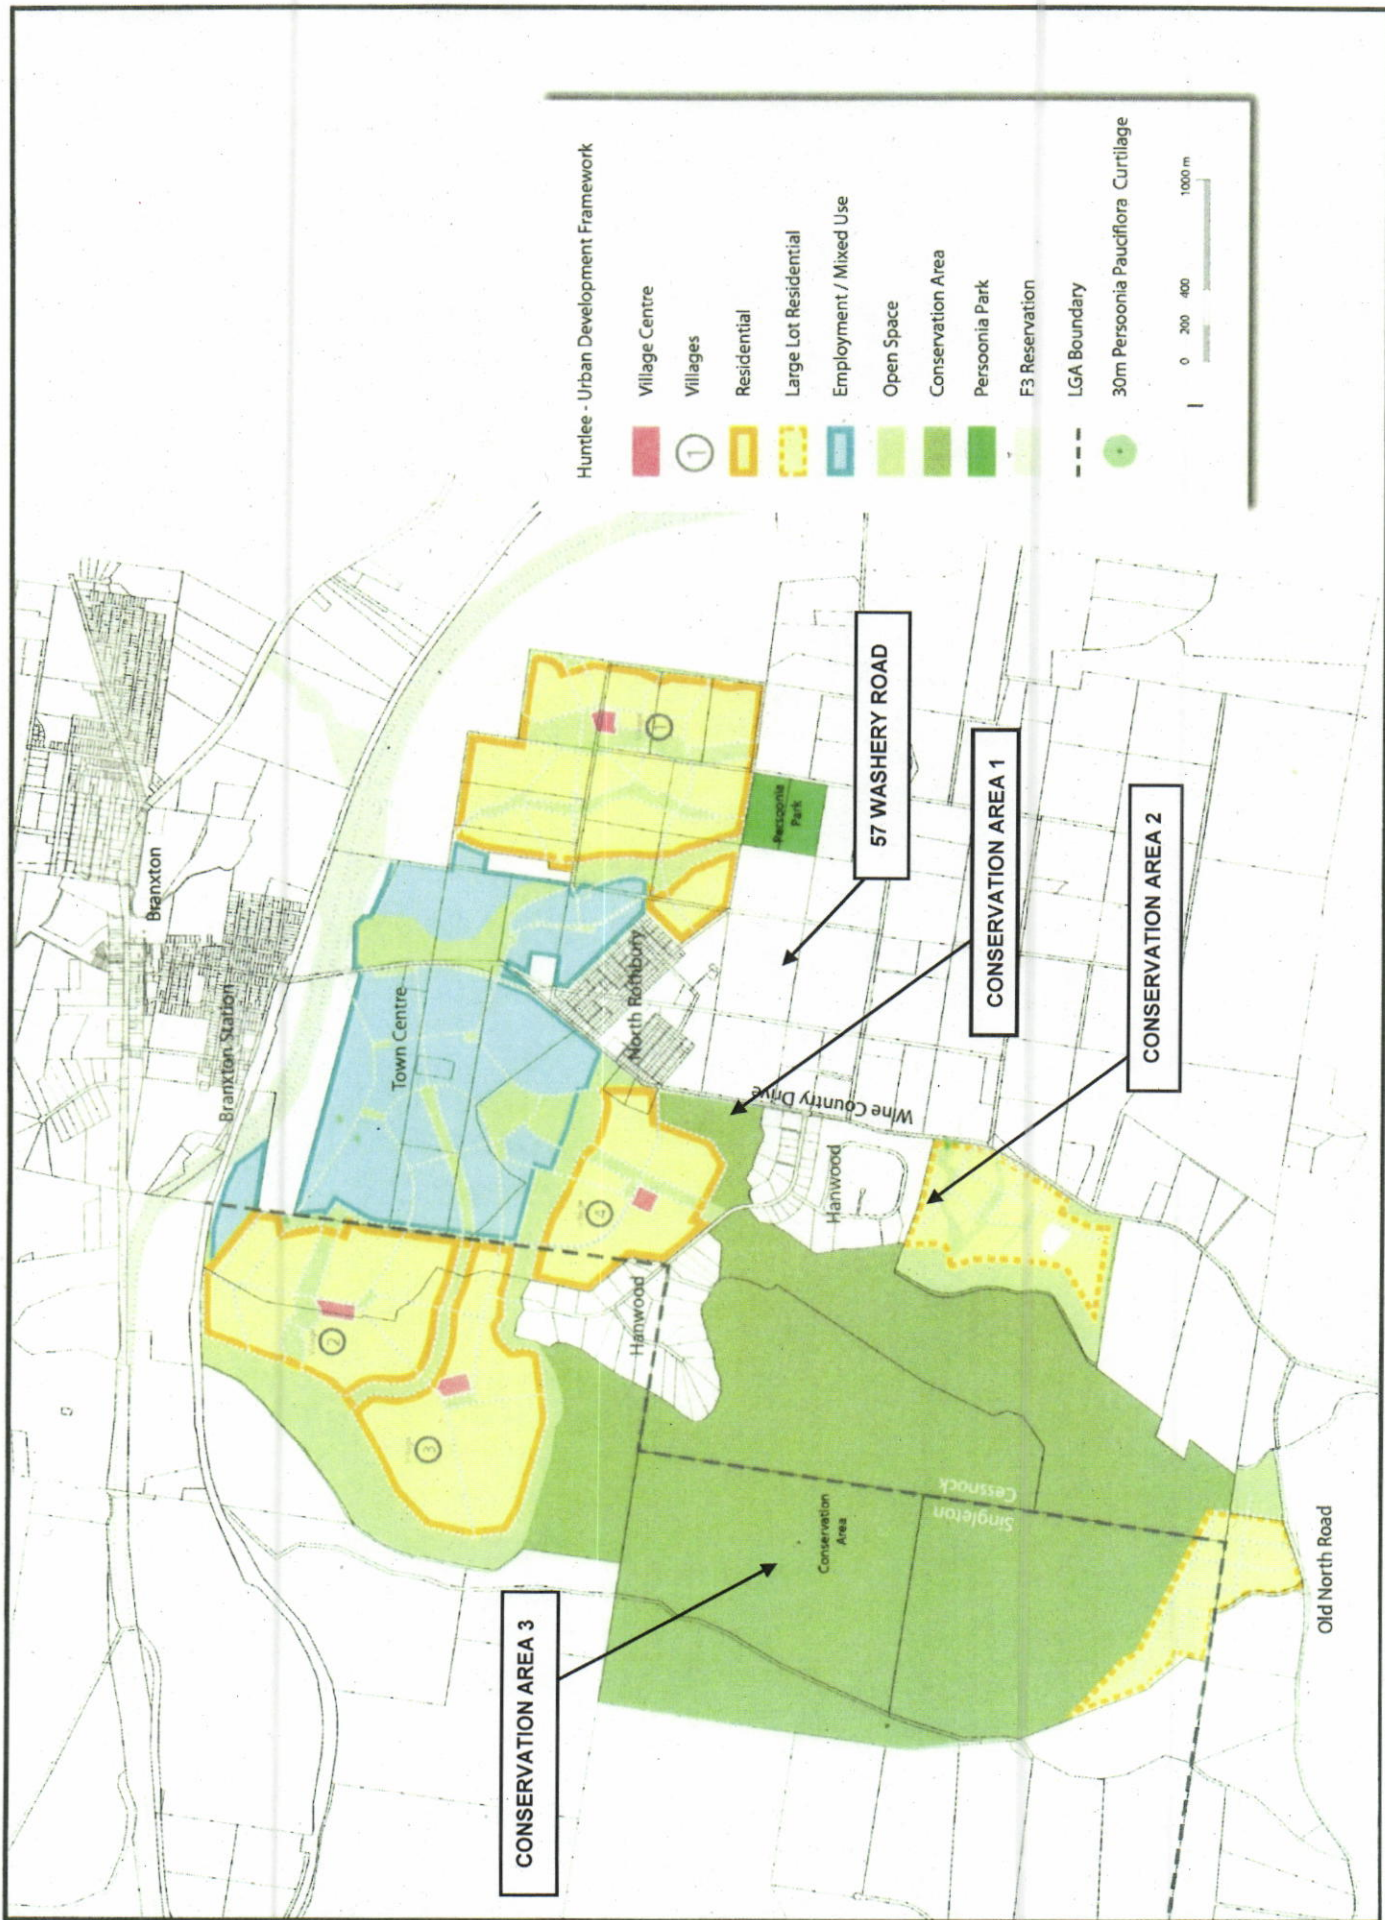 Branxton
Branxton Station
Town Centre
North Rothbury
1
2
3
4
Persoonia
Park
Hanwood
Hanwood
Wine Country Drive
Conservation
Area
Singleton
Cessnock
Old North Road
57 WASHERY ROAD
CONSERVATION AREA 1
CONSERVATION AREA 2
CONSERVATION AREA 3
Huntlee - Urban Development Framework
Village Centre
1
Villages
Residential
Large Lot Residential
Employment / Mixed Use
Open Space
Conservation Area
Persoonia Park
F3 Reservation
LGA Boundary
30m Persoonia Pauciflora Curtilage
0 200 400 1000 m